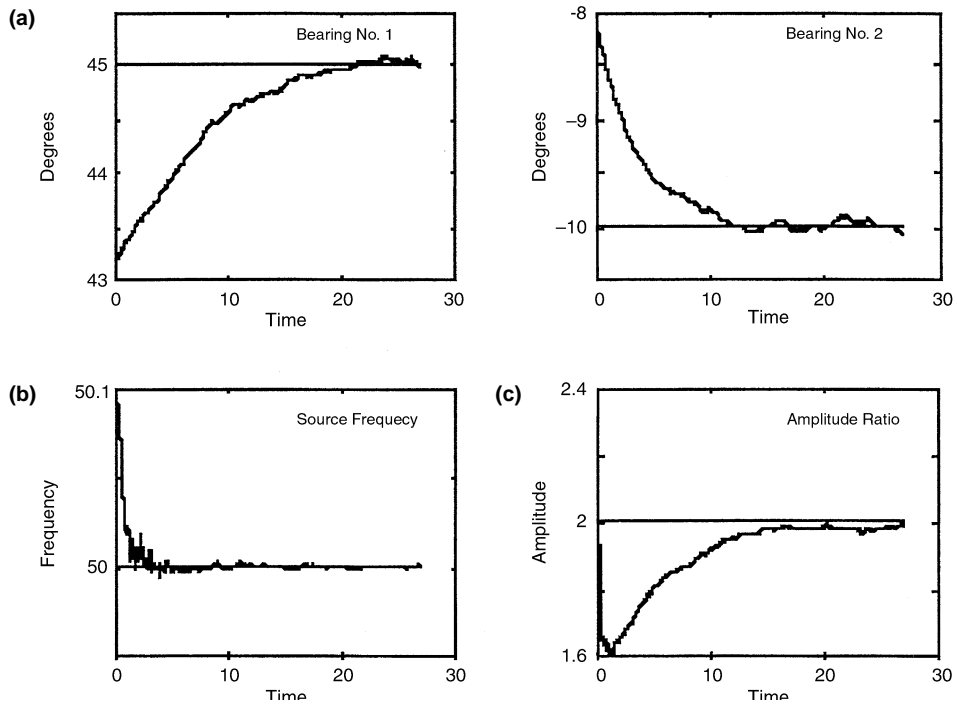 (a)
Bearing No. 1
45
44
43
Degrees
0 10 20 30
Time
Bearing No. 2
-8
-9
-10
Degrees
0 10 20 30
Time
(b)
Source Frequecy
50.1
50
Frequency
0 10 20 30
Time
(c)
Amplitude Ratio
2.4
2
1.6
Amplitude
0 10 20 30
Time